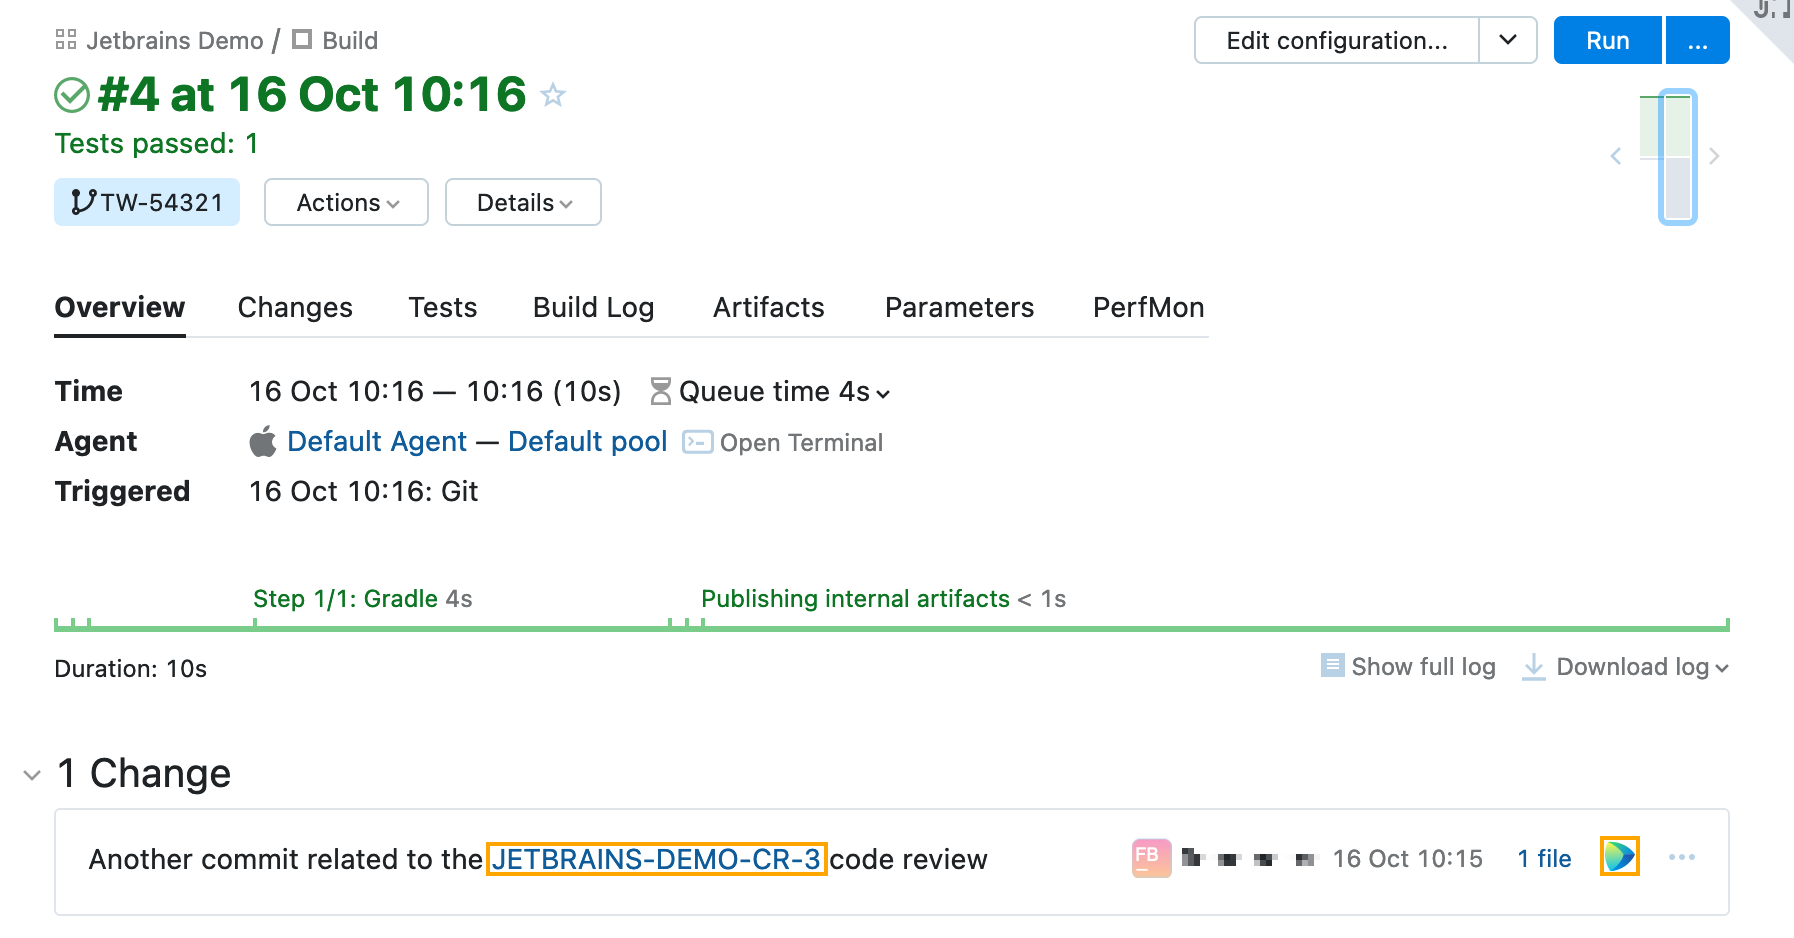 Jetbrains Demo / Build
Edit configuration...
Run
...
#4 at 16 Oct 10:16
Tests passed: 1
TW-54321
Actions
Details
Overview
Changes
Tests
Build Log
Artifacts
Parameters
PerfMon
Time
16 Oct 10:16 — 10:16 (10s)
Queue time 4s
Agent
Default Agent — Default pool
Open Terminal
Triggered
16 Oct 10:16: Git
Step 1/1: Gradle 4s
Publishing internal artifacts < 1s
Duration: 10s
Show full log
Download log
1 Change
Another commit related to the JETBRAINS-DEMO-CR-3 code review
FB
16 Oct 10:15
1 file